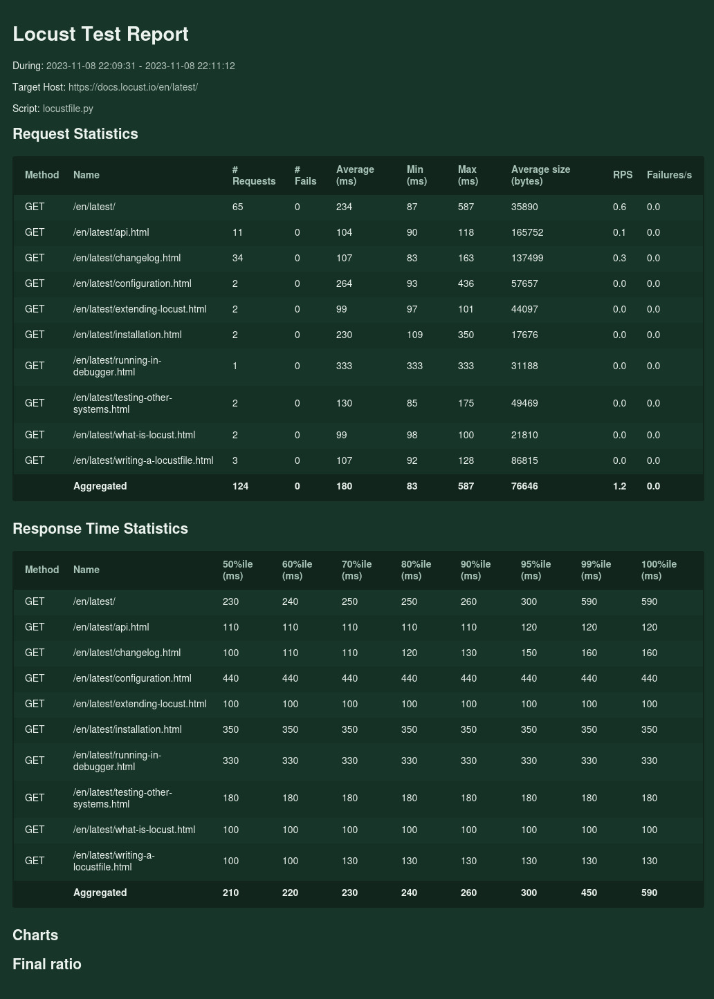 Locust Test Report
During: 2023-11-08 22:09:31 - 2023-11-08 22:11:12
Target Host: https://docs.locust.io/en/latest/
Script: locustfile.py
Request Statistics
Method Name # Requests # Fails Average (ms) Min (ms) Max (ms) Average size (bytes) RPS Failures/s
GET /en/latest/ 65 0 234 87 587 35890 0.6 0.0
GET /en/latest/api.html 11 0 104 90 118 165752 0.1 0.0
GET /en/latest/changelog.html 34 0 107 83 163 137499 0.3 0.0
GET /en/latest/configuration.html 2 0 264 93 436 57657 0.0 0.0
GET /en/latest/extending-locust.html 2 0 99 97 101 44097 0.0 0.0
GET /en/latest/installation.html 2 0 230 109 350 17676 0.0 0.0
GET /en/latest/running-in-debugger.html 1 0 333 333 333 31188 0.0 0.0
GET /en/latest/testing-other-systems.html 2 0 130 85 175 49469 0.0 0.0
GET /en/latest/what-is-locust.html 2 0 99 98 100 21810 0.0 0.0
GET /en/latest/writing-a-locustfile.html 3 0 107 92 128 86815 0.0 0.0
Aggregated 124 0 180 83 587 76646 1.2 0.0
Response Time Statistics
Method Name 50%ile (ms) 60%ile (ms) 70%ile (ms) 80%ile (ms) 90%ile (ms) 95%ile (ms) 99%ile (ms) 100%ile (ms)
GET /en/latest/ 230 240 250 250 260 300 590 590
GET /en/latest/api.html 110 110 110 110 110 120 120 120
GET /en/latest/changelog.html 100 110 110 120 130 150 160 160
GET /en/latest/configuration.html 440 440 440 440 440 440 440 440
GET /en/latest/extending-locust.html 100 100 100 100 100 100 100 100
GET /en/latest/installation.html 350 350 350 350 350 350 350 350
GET /en/latest/running-in-debugger.html 330 330 330 330 330 330 330 330
GET /en/latest/testing-other-systems.html 180 180 180 180 180 180 180 180
GET /en/latest/what-is-locust.html 100 100 100 100 100 100 100 100
GET /en/latest/writing-a-locustfile.html 100 100 130 130 130 130 130 130
Aggregated 210 220 230 240 260 300 450 590
Charts
Final ratio